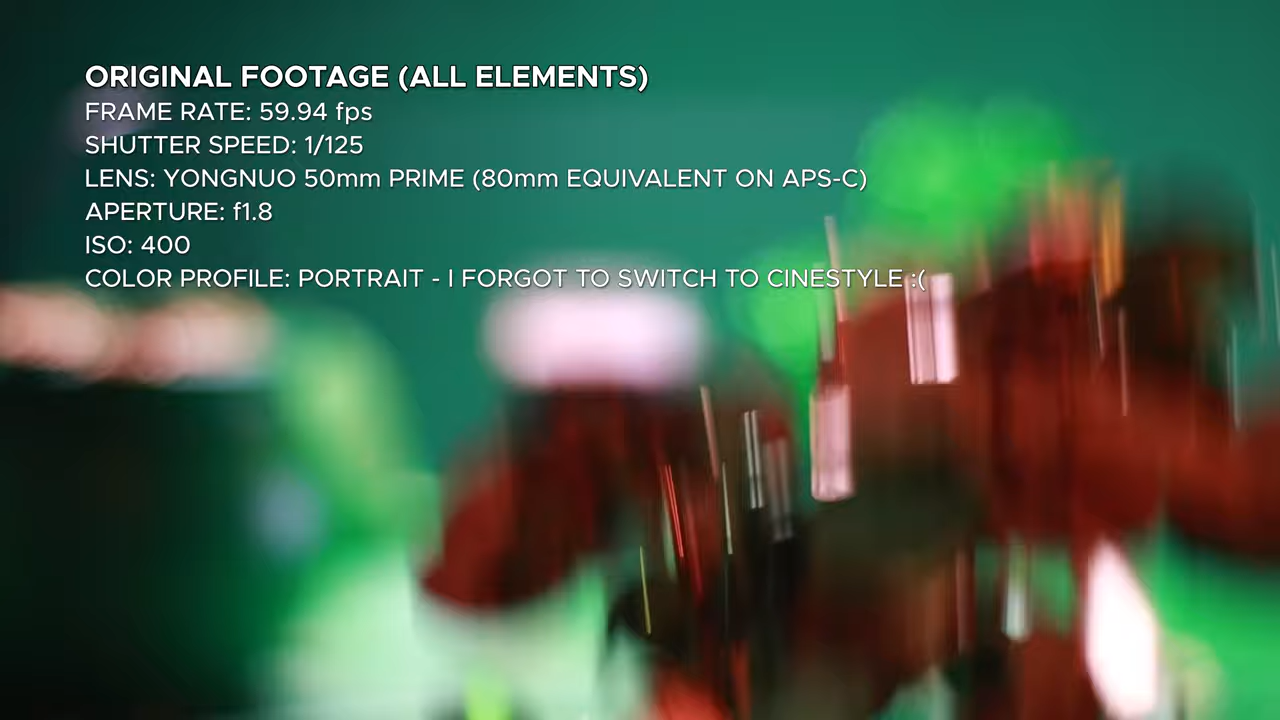 ORIGINAL FOOTAGE (ALL ELEMENTS)
FRAME RATE: 59.94 fps
SHUTTER SPEED: 1/125
LENS: YONGNUO 50mm PRIME (80mm EQUIVALENT ON APS-C)
APERTURE: f1.8
ISO: 400
COLOR PROFILE: PORTRAIT - I FORGOT TO SWITCH TO CINESTYLE :(